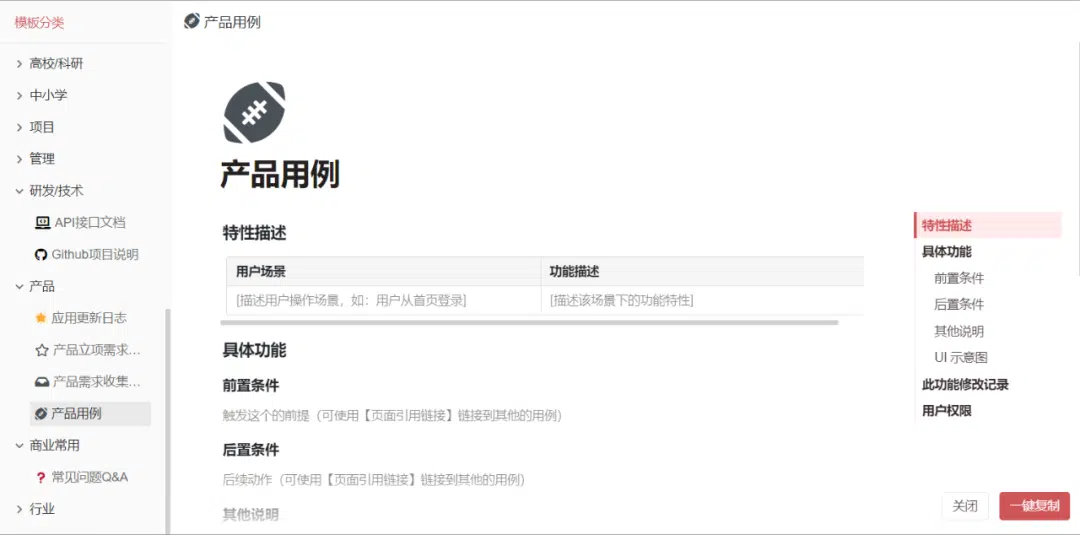 模板分类
高校/科研
中小学
项目
管理
研发/技术
API接口文档
Github项目说明
产品
应用更新日志
产品立项需求...
产品需求收集...
产品用例
商业常用
常见问题Q&A
行业
产品用例
产品用例
特性描述
用户场景 功能描述
[描述用户操作场景，如：用户从首页登录] [描述该场景下的功能特性]
具体功能
前置条件
触发这个的前提（可使用【页面引用链接】链接到其他的用例）
后置条件
后续动作（可使用【页面引用链接】链接到其他的用例）
其他说明
特性描述
具体功能
前置条件
后置条件
其他说明
UI 示意图
此功能修改记录
用户权限
关闭
一键复制